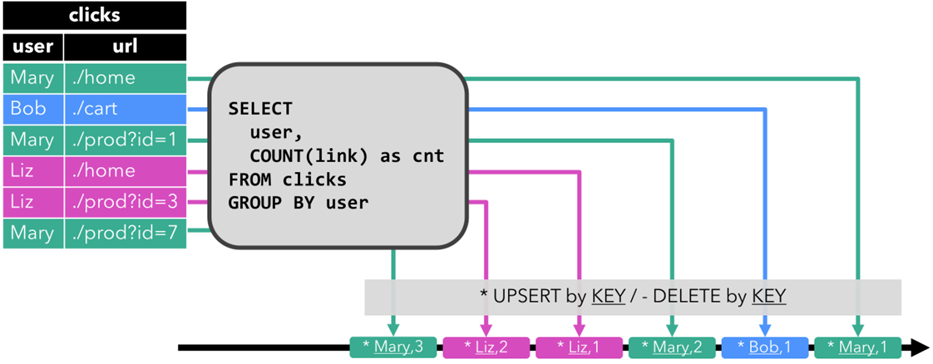 clicks
user url
Mary ./home
Bob ./cart
Mary ./prod?id=1
Liz ./home
Liz ./prod?id=3
Mary ./prod?id=7
SELECT
user,
COUNT(link) as cnt
FROM clicks
GROUP BY user
* UPSERT by KEY / - DELETE by KEY
* Mary,3 * Liz,2 * Liz,1 * Mary,2 * Bob,1 * Mary,1